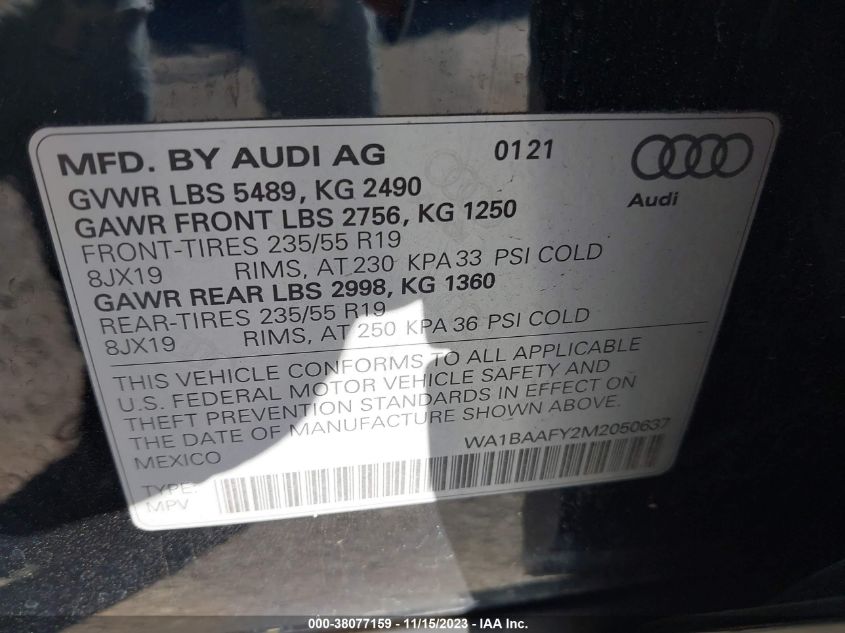 MFD. BY AUDI AG 0121
Audi
GVWR LBS 5489, KG 2490
GAWR FRONT LBS 2756, KG 1250
FRONT-TIRES 235/55 R19
8JX19 RIMS, AT 230 KPA 33 PSI COLD
GAWR REAR LBS 2998, KG 1360
REAR-TIRES 235/55 R19
8JX19 RIMS, AT 250 KPA 36 PSI COLD
THIS VEHICLE CONFORMS TO ALL APPLICABLE
U.S. FEDERAL MOTOR VEHICLE SAFETY AND
THEFT PREVENTION STANDARDS IN EFFECT ON
THE DATE OF MANUFACTURE SHOWN ABOVE.
MEXICO WA1BAAFY2M2050637
TYPE:
MPV
000-38077159 - 11/15/2023 - IAA Inc.